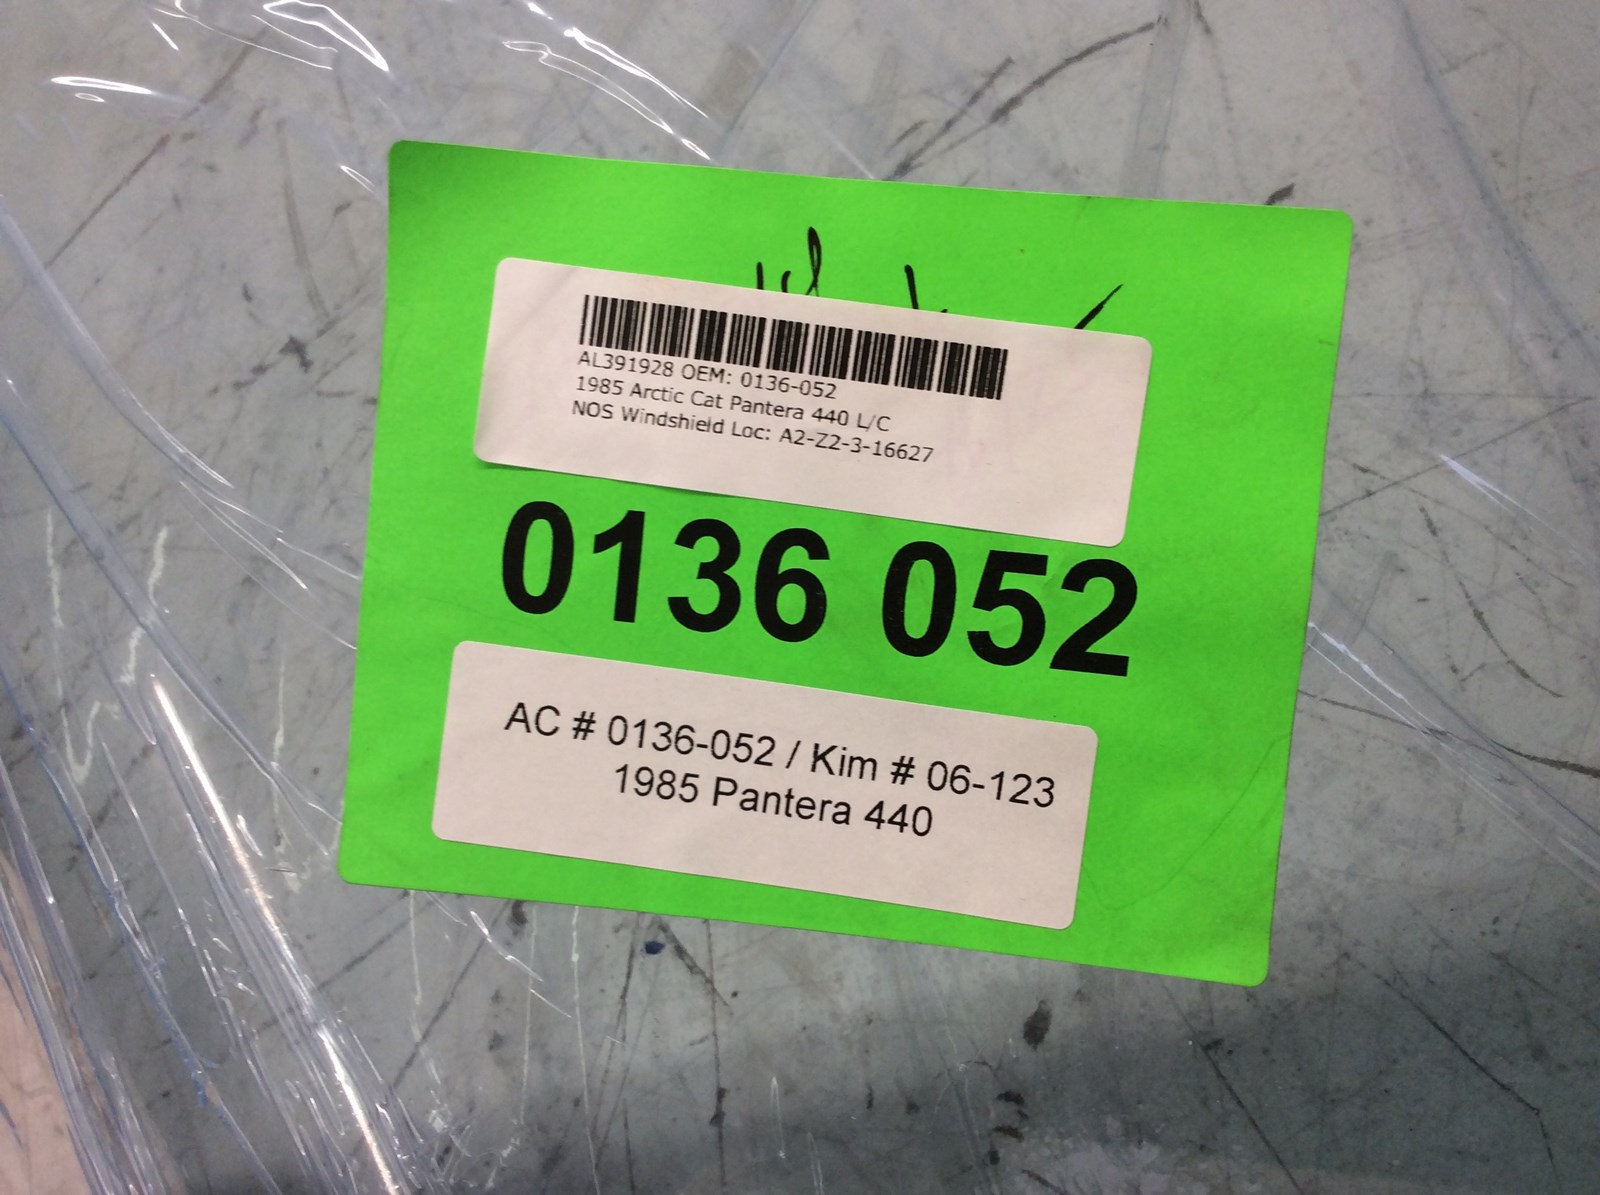 AL391928 OEM: 0136-052
1985 Arctic Cat Pantera 440 L/C
NOS Windshield Loc: A2-Z2-3-16627
0136 052
AC # 0136-052 / Kim # 06-123
1985 Pantera 440